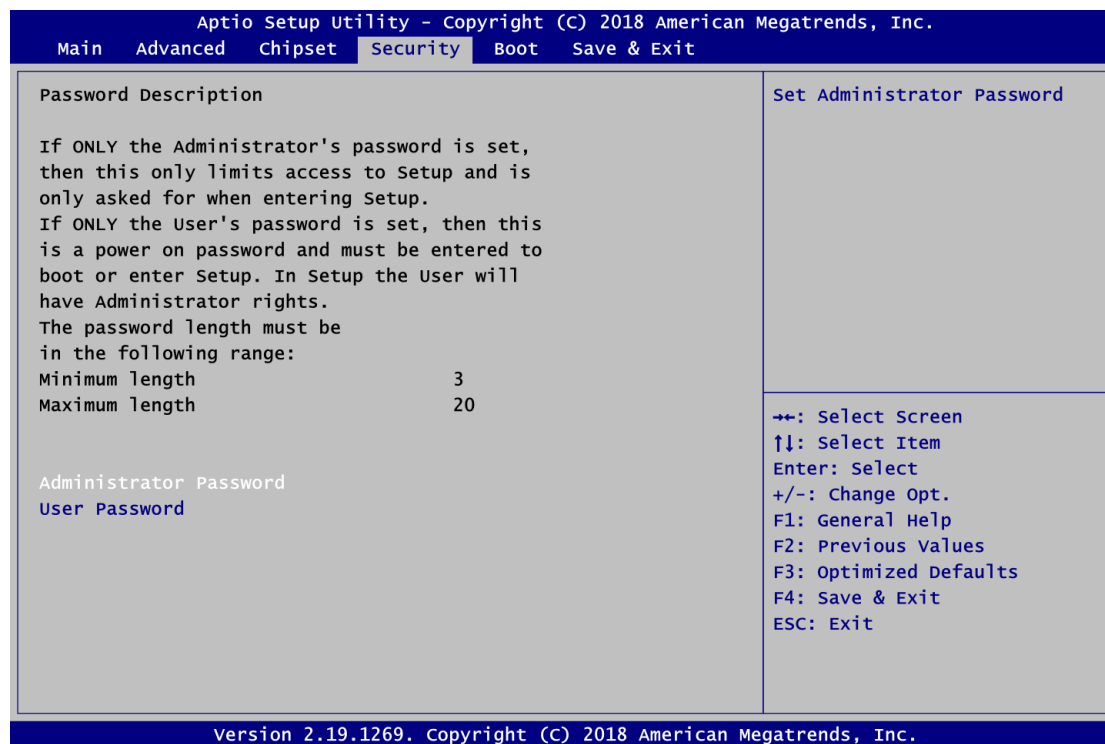 Aptio Setup Utility – Copyright (C) 2018 American Megatrends, Inc.
Main Advanced Chipset Security Boot Save & Exit
Password Description
If ONLY the Administrator's password is set,
then this only limits access to Setup and is
only asked for when entering Setup.
If ONLY the User's password is set, then this
is a power on password and must be entered to
boot or enter Setup. In Setup the User will
have Administrator rights.
The password length must be
in the following range:
Minimum length 3
Maximum length 20
Administrator Password
User Password
Set Administrator Password
→←: Select Screen
↑↓: Select Item
Enter: Select
+/-: Change Opt.
F1: General Help
F2: Previous Values
F3: Optimized Defaults
F4: Save & Exit
ESC: Exit
Version 2.19.1269. Copyright (C) 2018 American Megatrends, Inc.